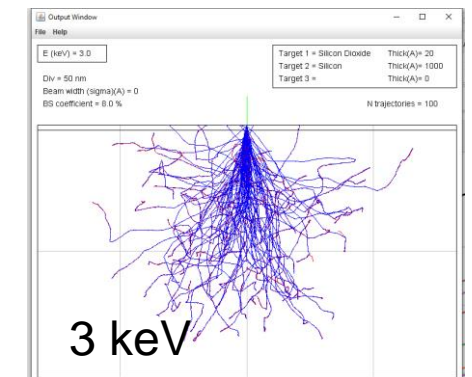 Output Window
File Help
E (keV) = 3.0
Target 1 = Silicon Dioxide Thick(A)= 20
Target 2 = Silicon Thick(A)= 1000
Target 3 = Thick(A)= 0
Div = 50 nm
Beam width (sigma)(A) = 0
BS coefficient = 8.0 %
N trajectories = 100
3 keV